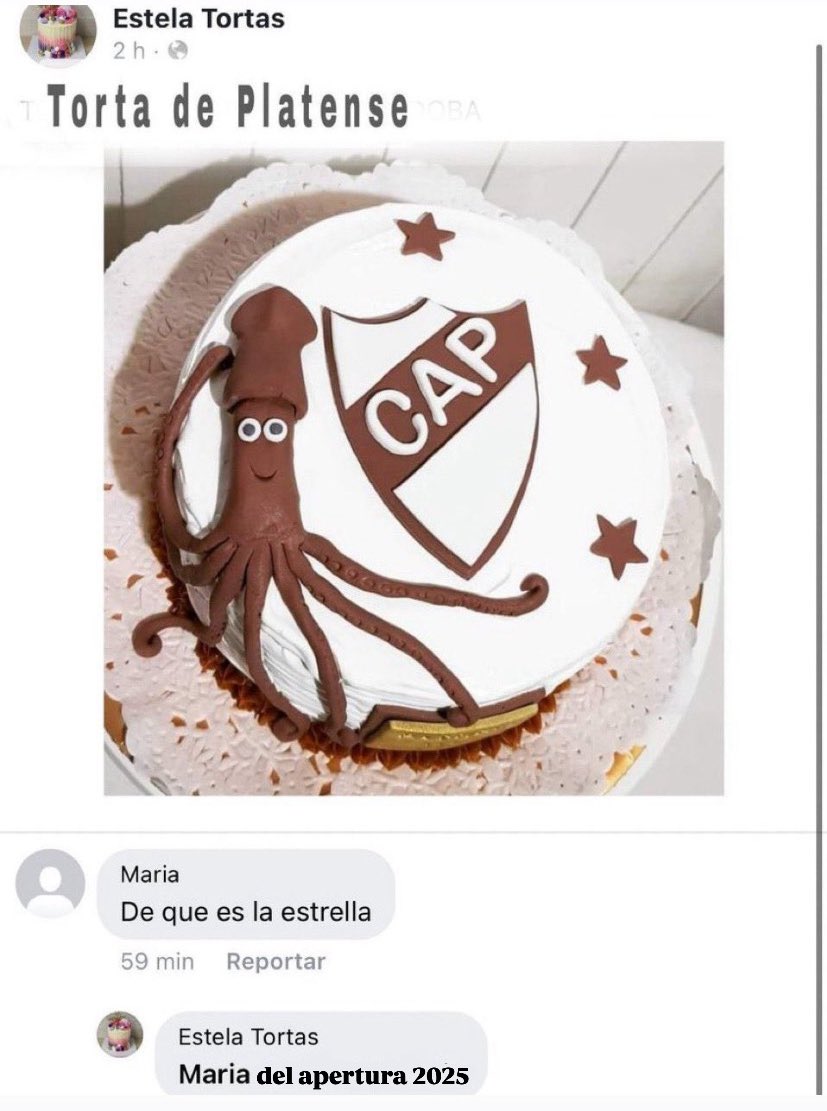 Estela Tortas
2 h ·
Torta de Platense
CAP
Maria
De que es la estrella
59 min Reportar
Estela Tortas
Maria del apertura 2025